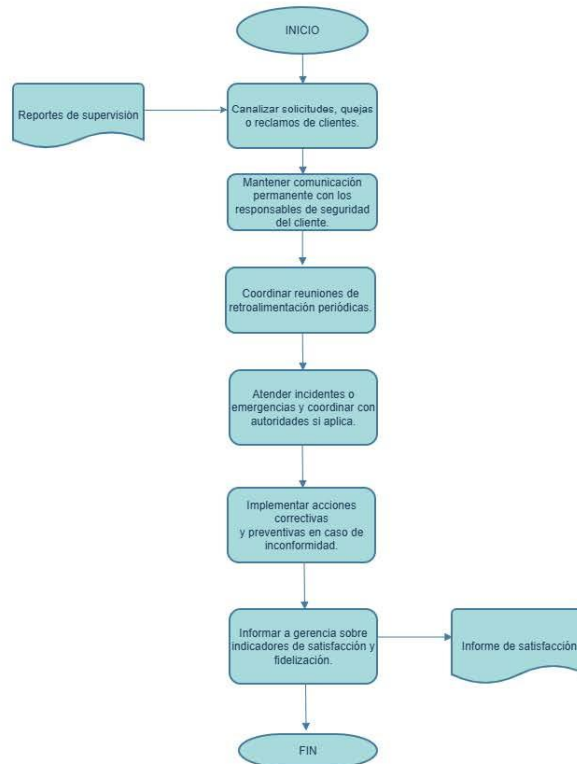 INICIO
Reportes de supervisión
Canalizar solicitudes, quejas
o reclamos de clientes.
Mantener comunicación
permanente con los
responsables de seguridad
del cliente.
Coordinar reuniones de
retroalimentación periódicas.
Atender incidentes o
emergencias y coordinar con
autoridades si aplica.
Implementar acciones
correctivas
y preventivas en caso de
inconformidad.
Informar a gerencia sobre
indicadores de satisfacción y
fidelización.
Informe de satisfacción
FIN